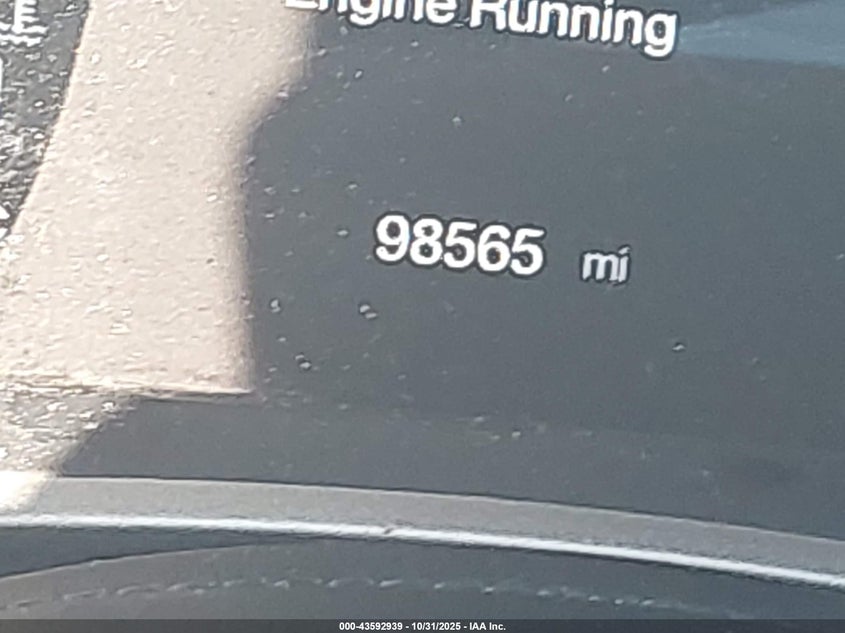 Engine Running
98565 mi
000-43592939 - 10/31/2025 - IAA Inc.